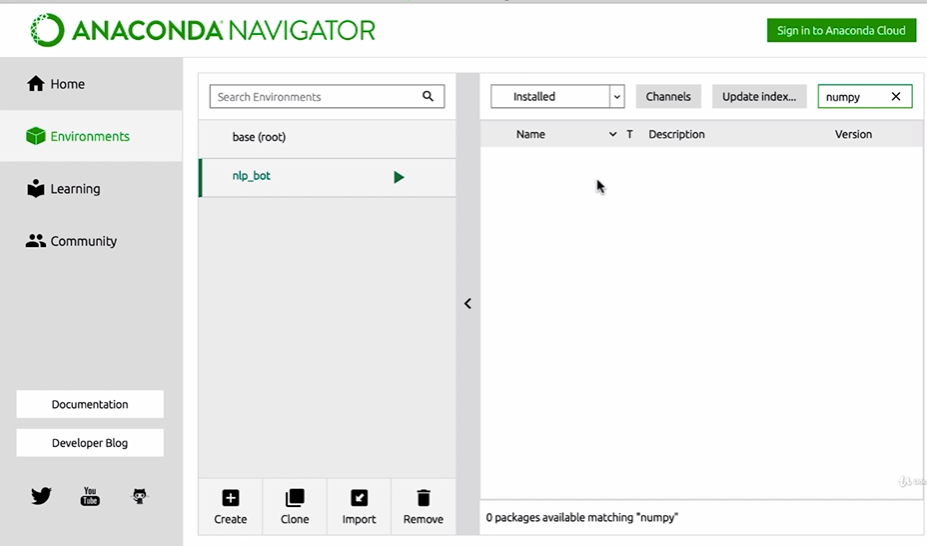 ANACONDA NAVIGATOR
Sign in to Anaconda Cloud
Home
Environments
Learning
Community
Documentation
Developer Blog
You
Tube
Search Environments
base (root)
nlp_bot
Create
Clone
Import
Remove
Installed
Channels
Update index...
numpy
Name
T
Description
Version
0 packages available matching "numpy"